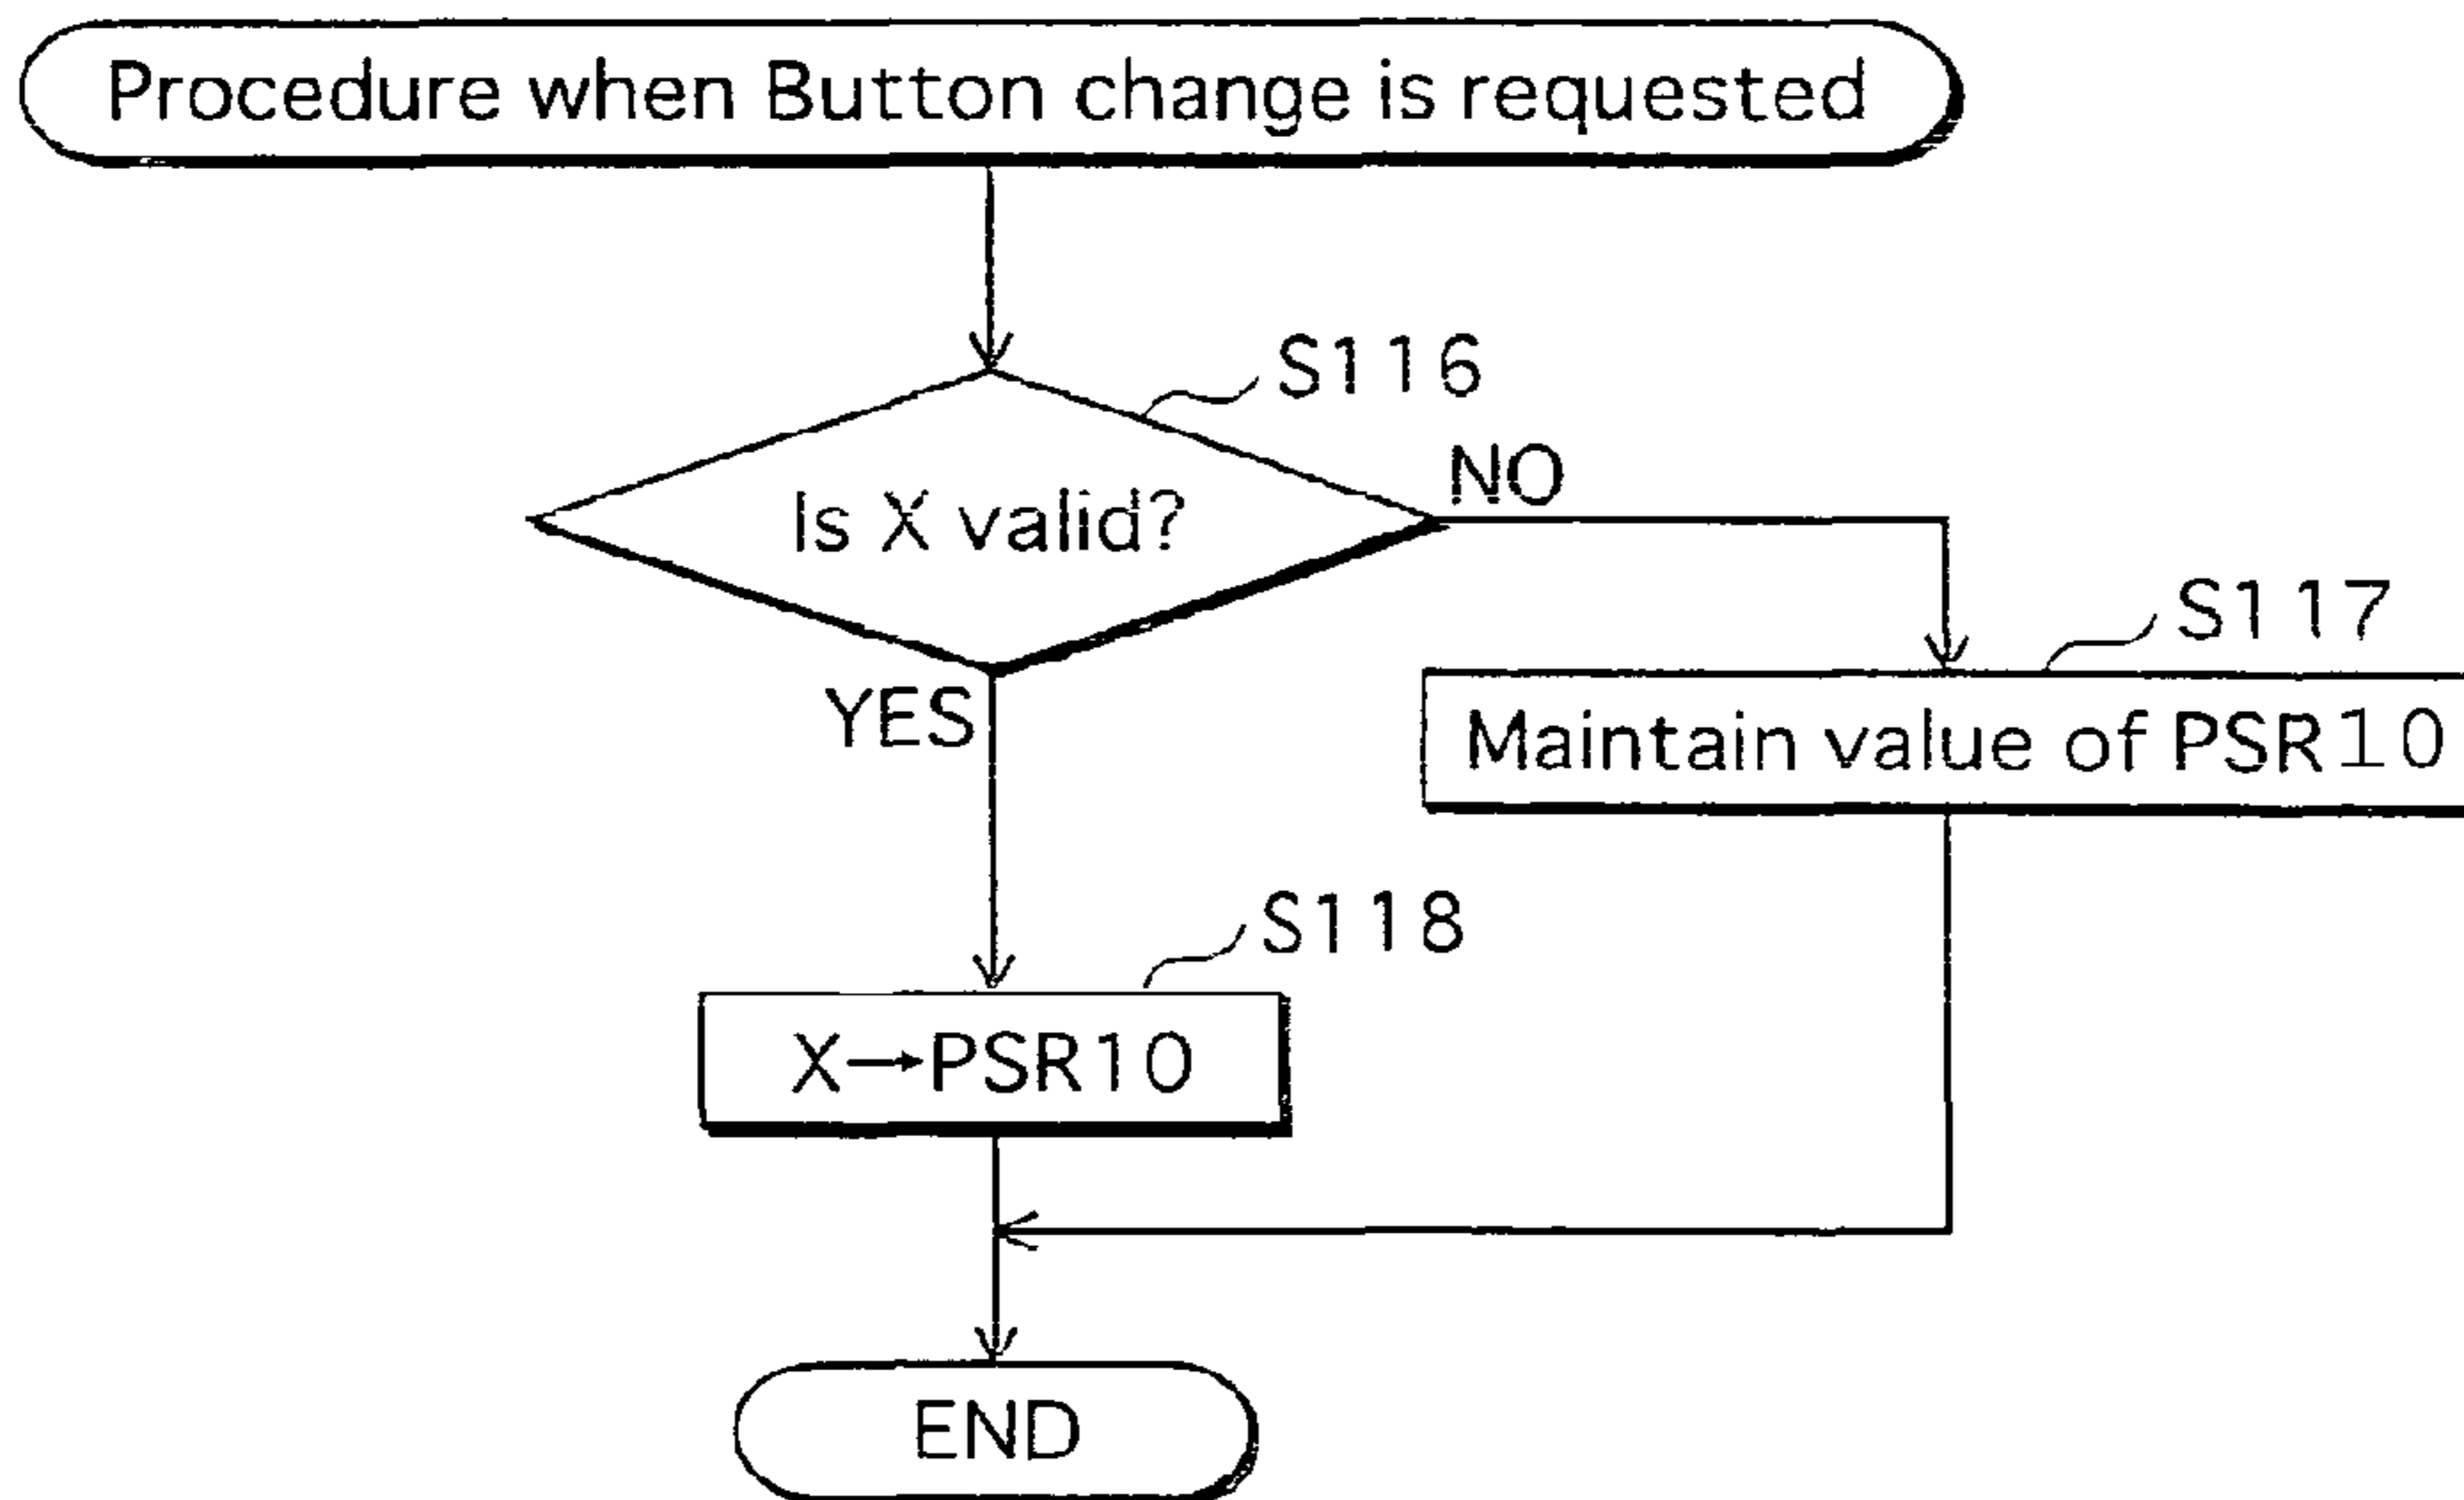 Procedure when Button change is requested
S116
Is X valid?
NO
S117
YES
Maintain value of PSR10
S118
X→PSR10
END